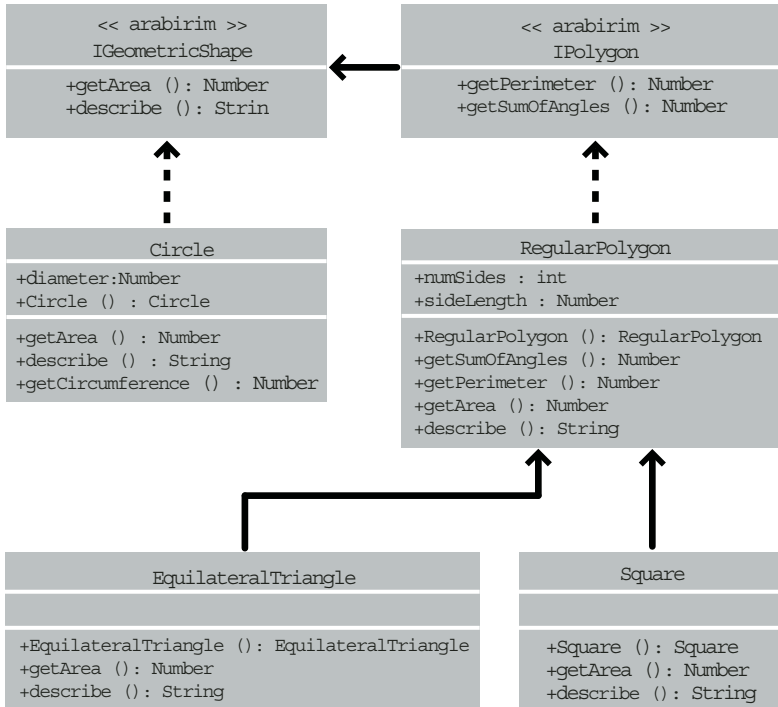 << arabirim >>
IGeometricShape
+getArea (): Number
+describe (): Strin
<< arabirim >>
IPolygon
+getPerimeter (): Number
+getSumOfAngles (): Number
Circle
+diameter:Number
+Circle () : Circle
+getArea () : Number
+describe () : String
+getCircumference () : Number
RegularPolygon
+numSides : int
+sideLength : Number
+RegularPolygon (): RegularPolygon
+getSumOfAngles (): Number
+getPerimeter (): Number
+getArea (): Number
+describe (): String
EquilateralTriangle
+EquilateralTriangle (): EquilateralTriangle
+getArea (): Number
+describe (): String
Square
+Square (): Square
+getArea (): Number
+describe (): String